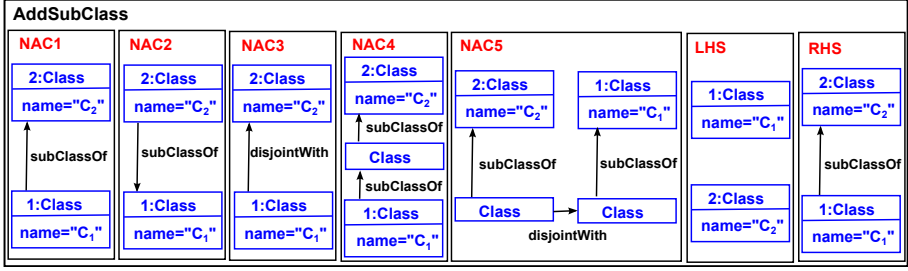 AddSubClass
NAC1
2:Class
name="C₂"
subClassOf
1:Class
name="C₁"
NAC2
2:Class
name="C₂"
subClassOf
1:Class
name="C₁"
NAC3
2:Class
name="C₂"
disjointWith
1:Class
name="C₁"
NAC4
2:Class
name="C₂"
subClassOf
Class
subClassOf
1:Class
name="C₁"
NAC5
2:Class
name="C₂"
1:Class
name="C₁"
subClassOf
subClassOf
Class
Class
disjointWith
LHS
1:Class
name="C₁"
2:Class
name="C₂"
RHS
2:Class
name="C₂"
subClassOf
1:Class
name="C₁"